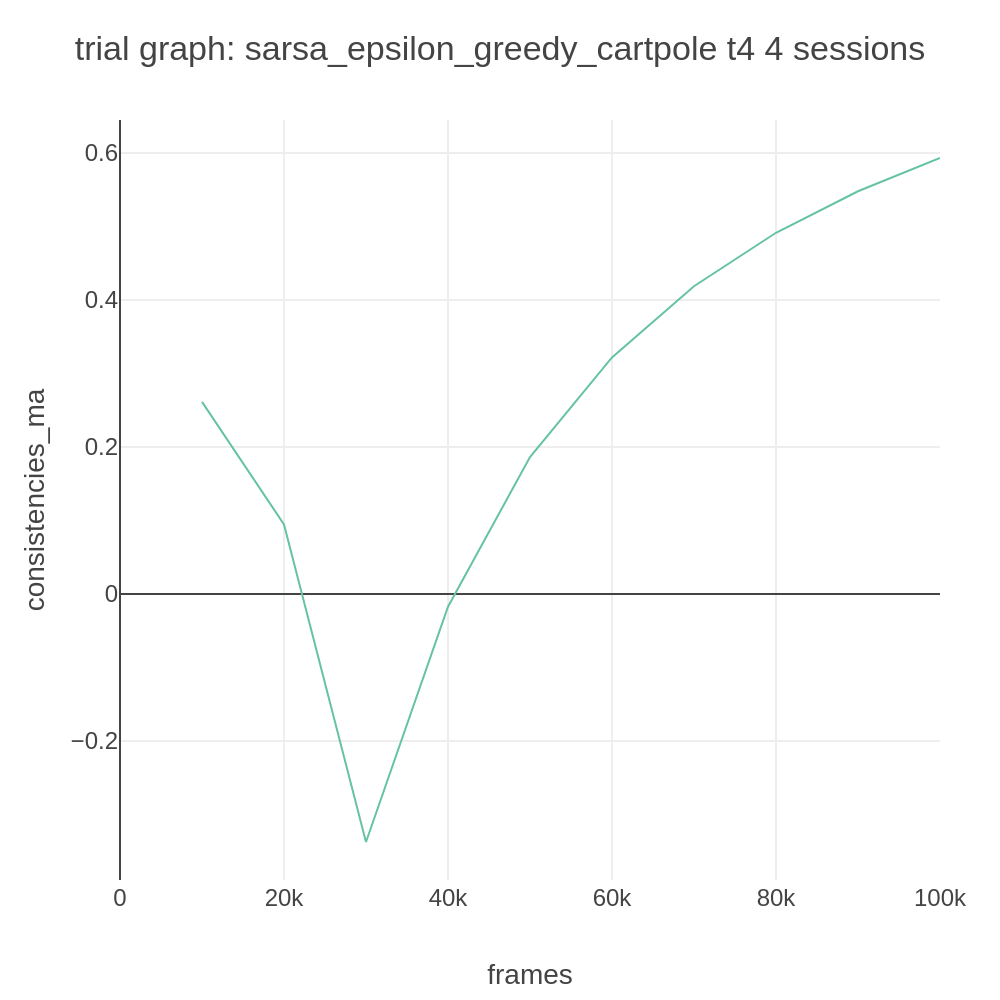 trial graph: sarsa_epsilon_greedy_cartpole t4 4 sessions
0.6
0.4
0.2
0
−0.2
consistencies_ma
0 20k 40k 60k 80k 100k
frames